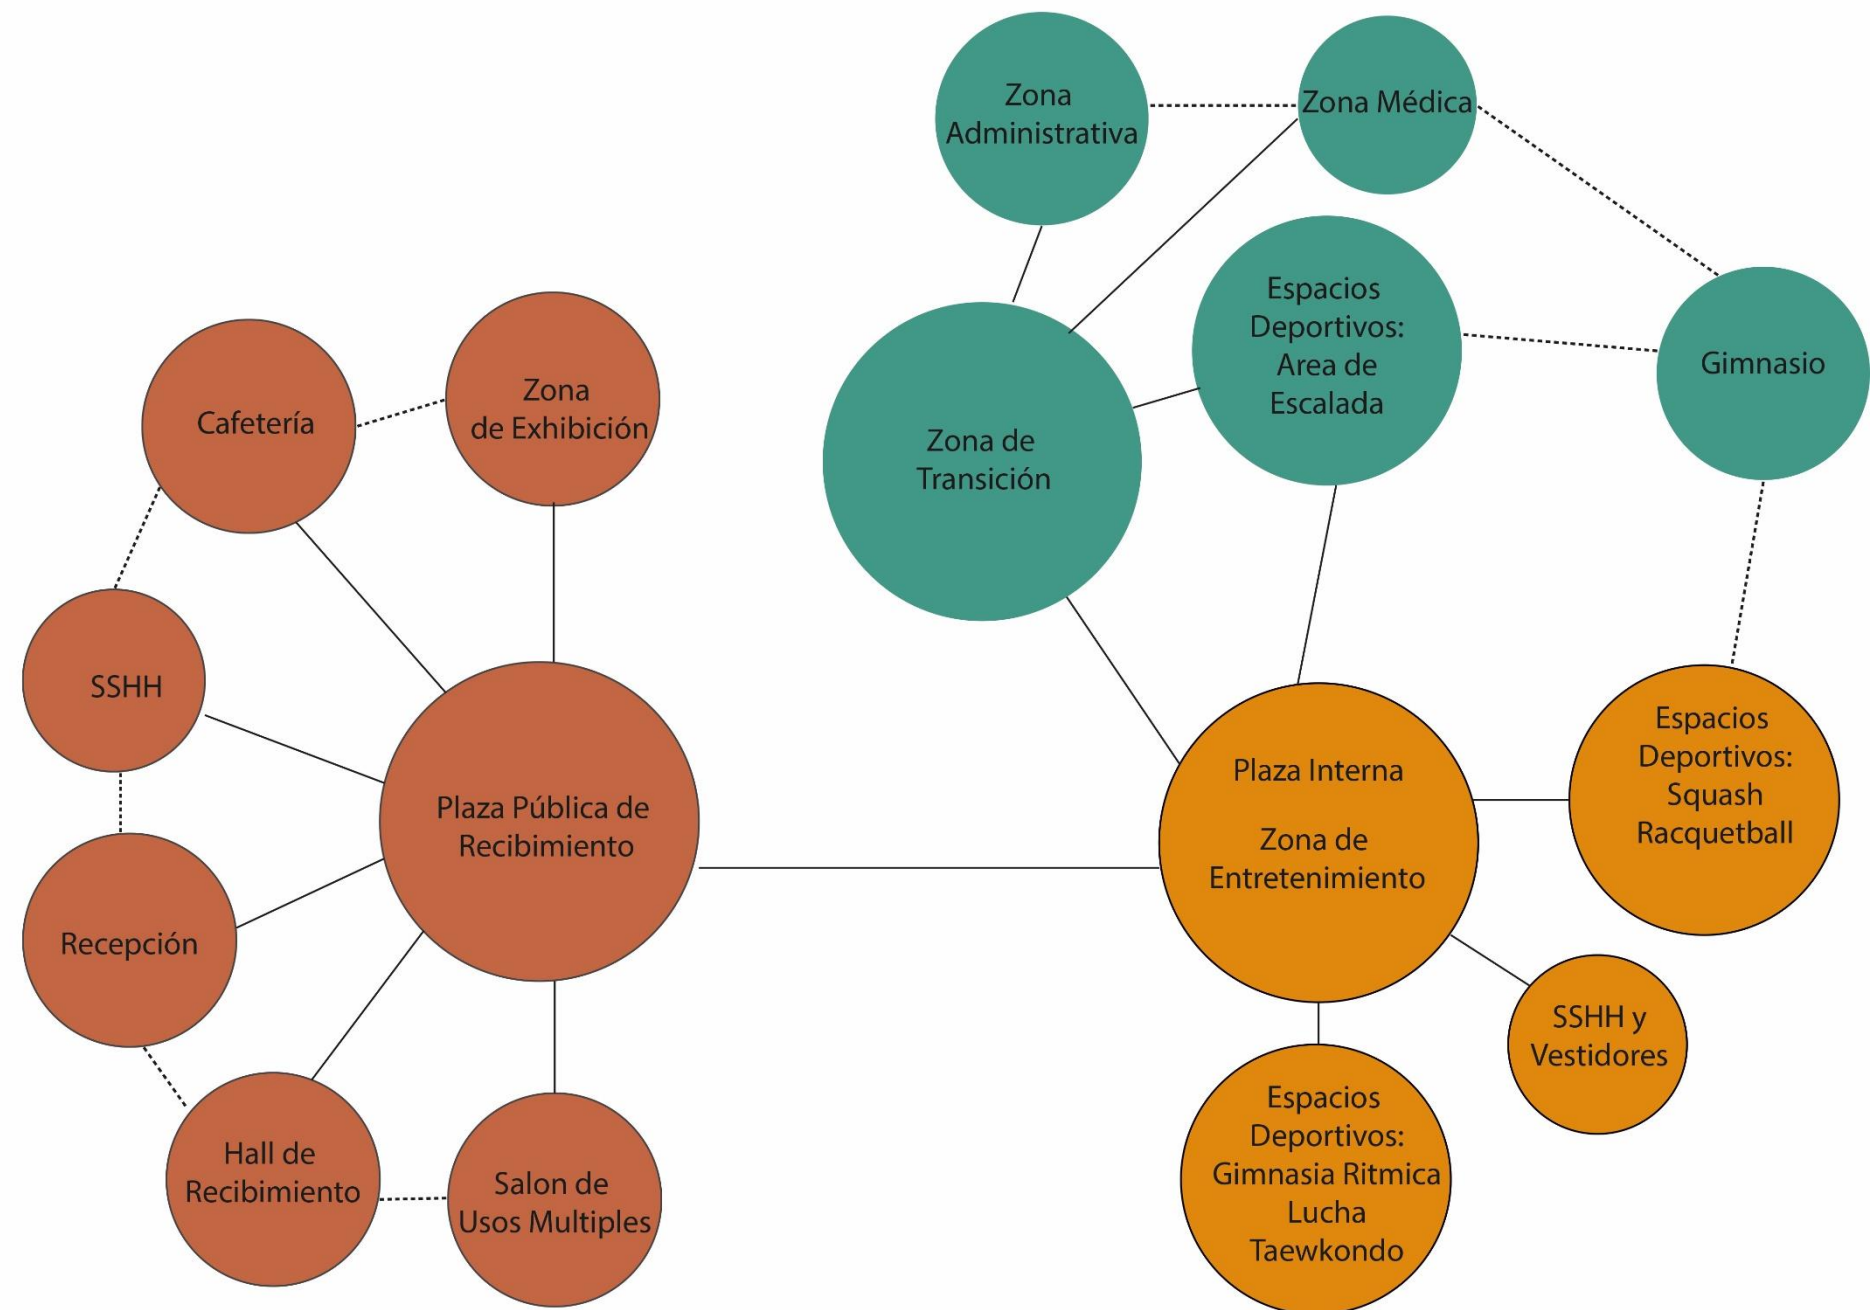 Zona
Administrativa
Zona Médica
Espacios
Deportivos:
Area de
Escalada
Gimnasio
Zona de
Transición
Cafetería
Zona
de Exhibición
SSHH
Plaza Pública de
Recibimiento
Recepción
Hall de
Recibimiento
Salon de
Usos Multiples
Plaza Interna
Zona de
Entretenimiento
Espacios
Deportivos:
Squash
Racquetball
SSHH y
Vestidores
Espacios
Deportivos:
Gimnasia Ritmica
Lucha
Taewkondo